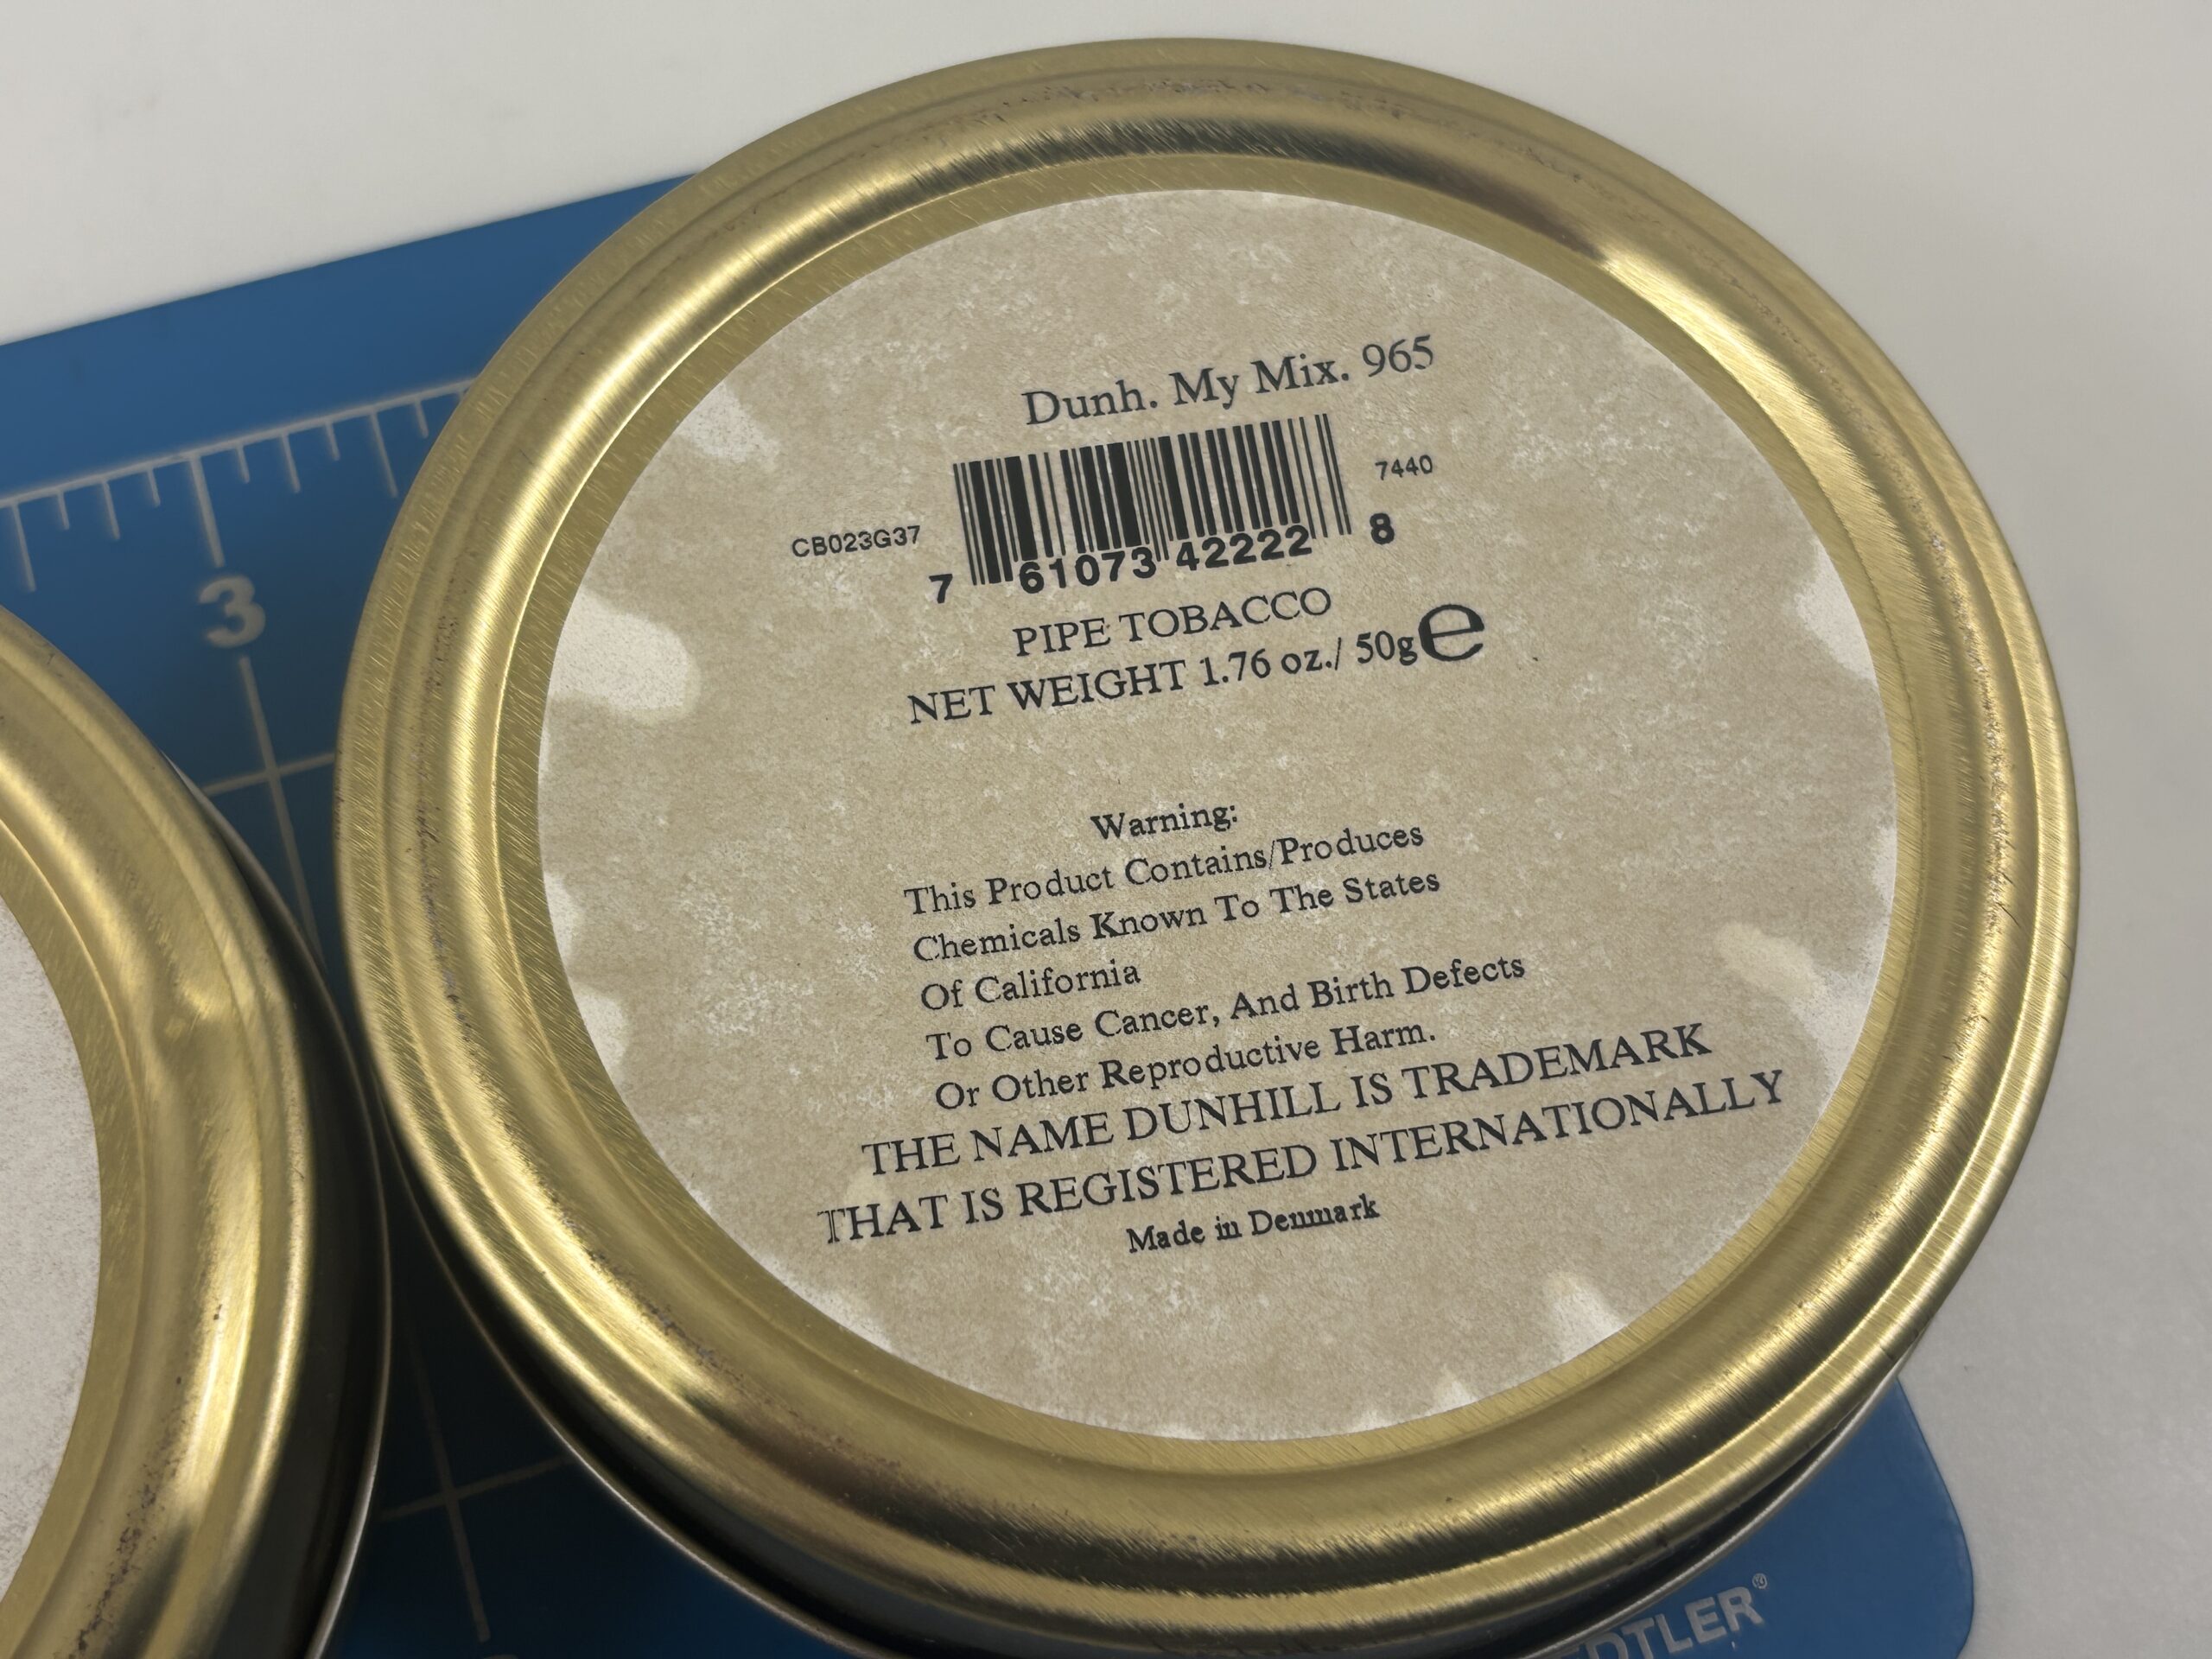 Dunh. My Mix. 965
7440
CB023G37
7 61073 42222 8
PIPE TOBACCO
NET WEIGHT 1.76 oz./ 50g e
Warning:
This Product Contains/Produces
Chemicals Known To The States
Of California
To Cause Cancer, And Birth Defects
Or Other Reproductive Harm.
THE NAME DUNHILL IS TRADEMARK
THAT IS REGISTERED INTERNATIONALLY
Made in Denmark
3